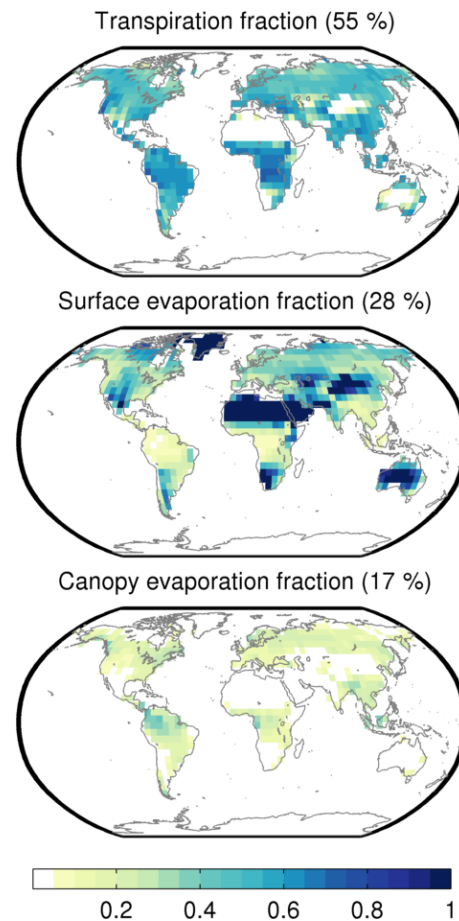 Transpiration fraction (55 %)
Surface evaporation fraction (28 %)
Canopy evaporation fraction (17 %)
0.2 0.4 0.6 0.8 1